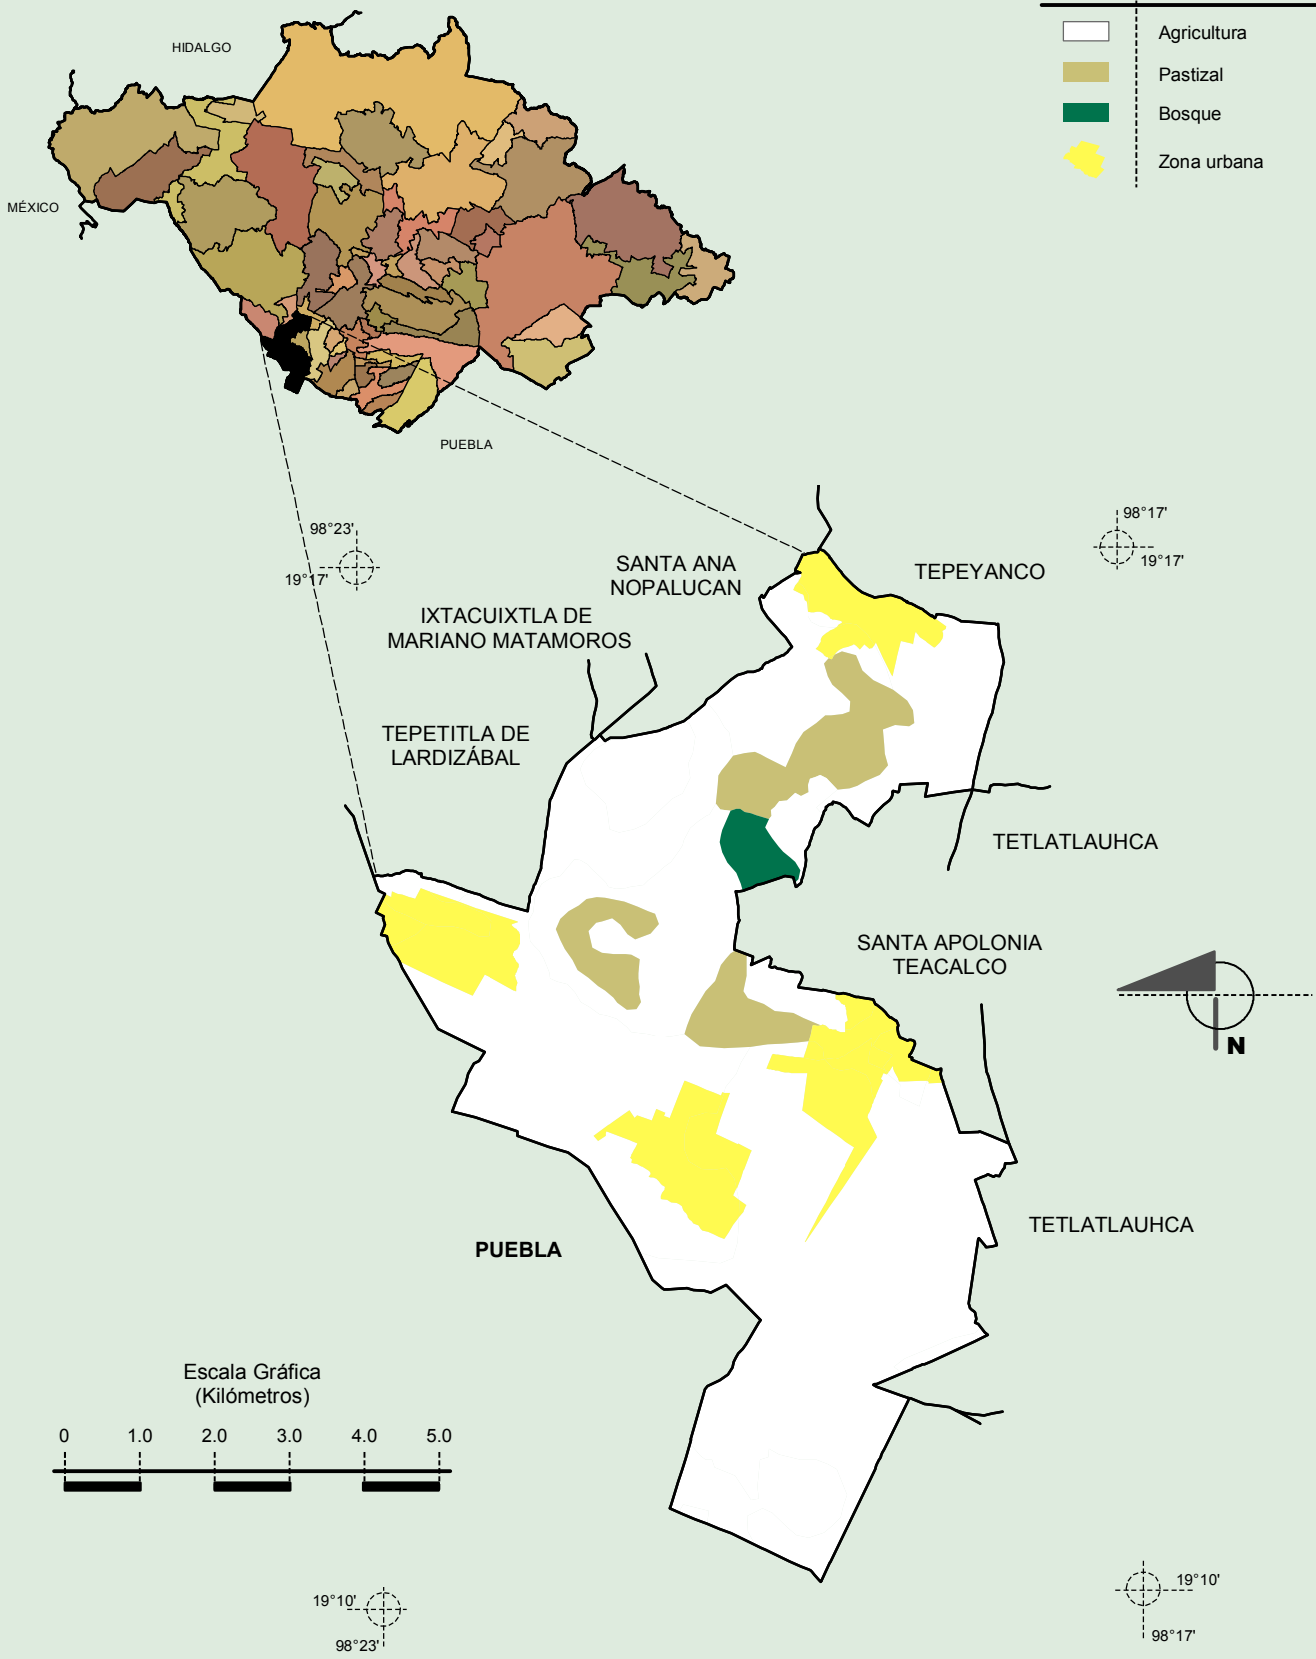 HIDALGO
MÉXICO
PUEBLA
Agricultura
Pastizal
Bosque
Zona urbana
98°23'
19°17'
98°17'
19°17'
SANTA ANA
NOPALUCAN
TEPEYANCO
IXTACUIXTLA DE
MARIANO MATAMOROS
TEPETITLA DE
LARDIZÁBAL
TETLATLAUHCA
SANTA APOLONIA
TEACALCO
N
TETLATLAUHCA
PUEBLA
Escala Gráfica
(Kilómetros)
0 1.0 2.0 3.0 4.0 5.0
19°10'
98°23'
19°10'
98°17'